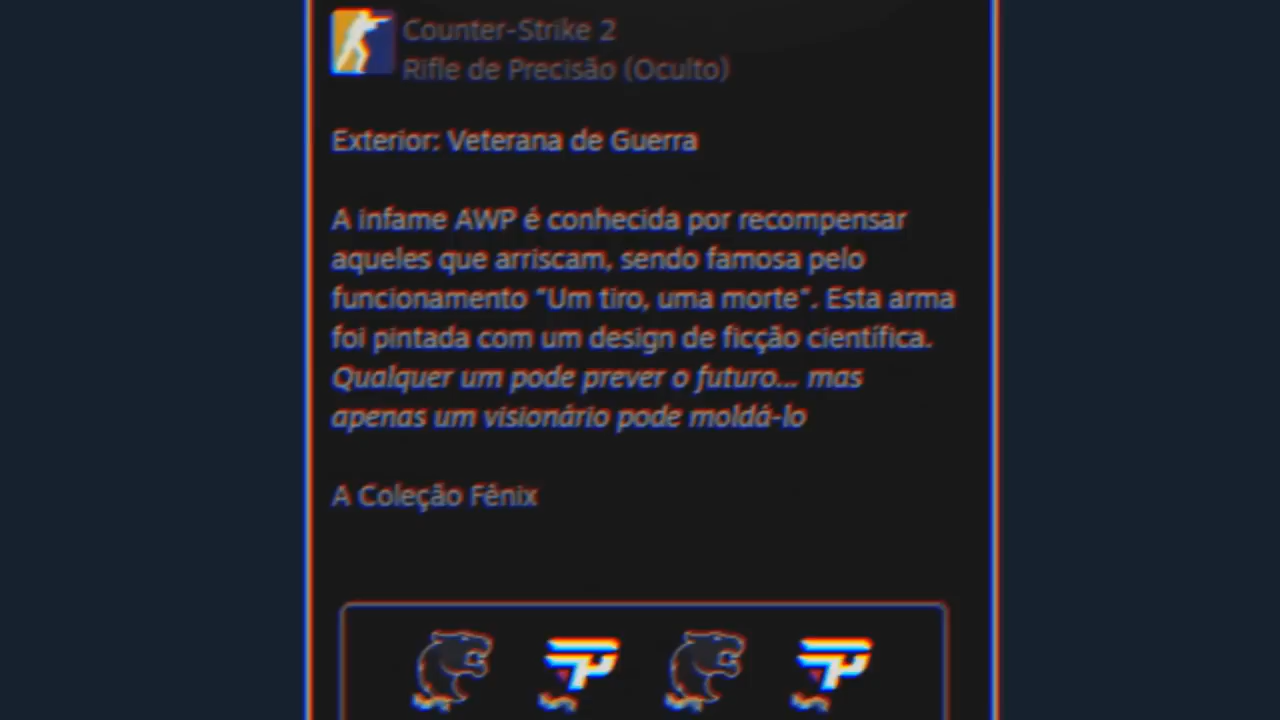 Counter-Strike 2
Rifle de Precisão (Oculto)
Exterior: Veterana de Guerra
A infame AWP é conhecida por recompensar
aqueles que arriscam, sendo famosa pelo
funcionamento "Um tiro, uma morte". Esta arma
foi pintada com um design de ficção científica.
Qualquer um pode prever o futuro... mas
apenas um visionário pode moldá-lo
A Coleção Fênix